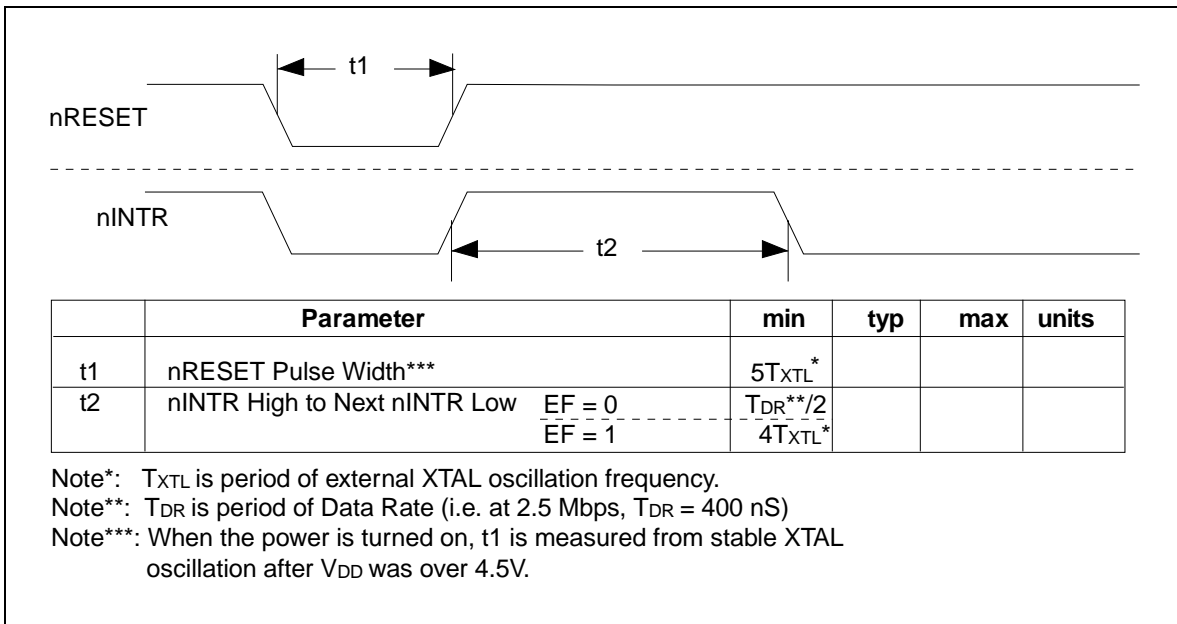 t1
nRESET
nINTR
t2
Parameter min typ max units
t1 nRESET Pulse Width*** 5TXTL*
t2 nINTR High to Next nINTR Low EF = 0 TDR**/2
EF = 1 4TXTL*
Note*: TXTL is period of external XTAL oscillation frequency.
Note**: TDR is period of Data Rate (i.e. at 2.5 Mbps, TDR = 400 nS)
Note***: When the power is turned on, t1 is measured from stable XTAL
oscillation after VDD was over 4.5V.